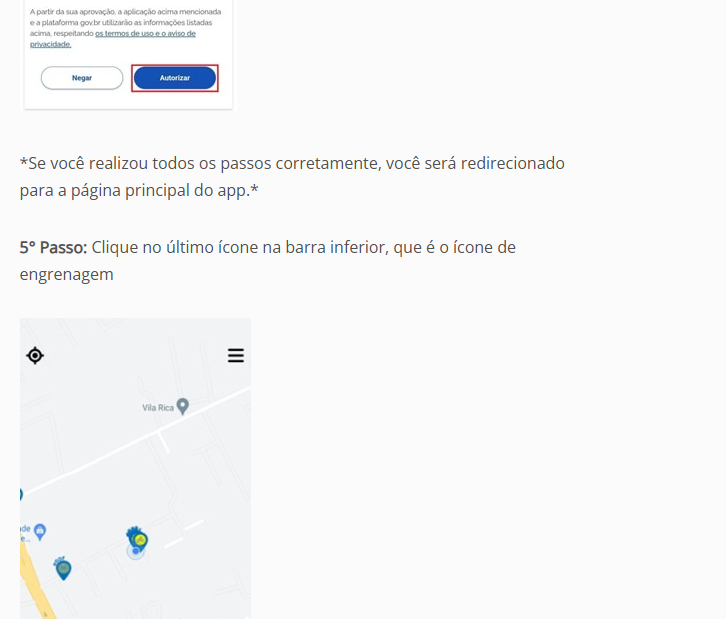 A partir da sua aprovação, a aplicação acima mencionada
e a plataforma gov.br utilizarão as informações listadas
acima, respeitando os termos de uso e o aviso de
privacidade.
Negar
Autorizar
*Se você realizou todos os passos corretamente, você será redirecionado
para a página principal do app.*
5° Passo: Clique no último ícone na barra inferior, que é o ícone de
engrenagem
Vila Rica